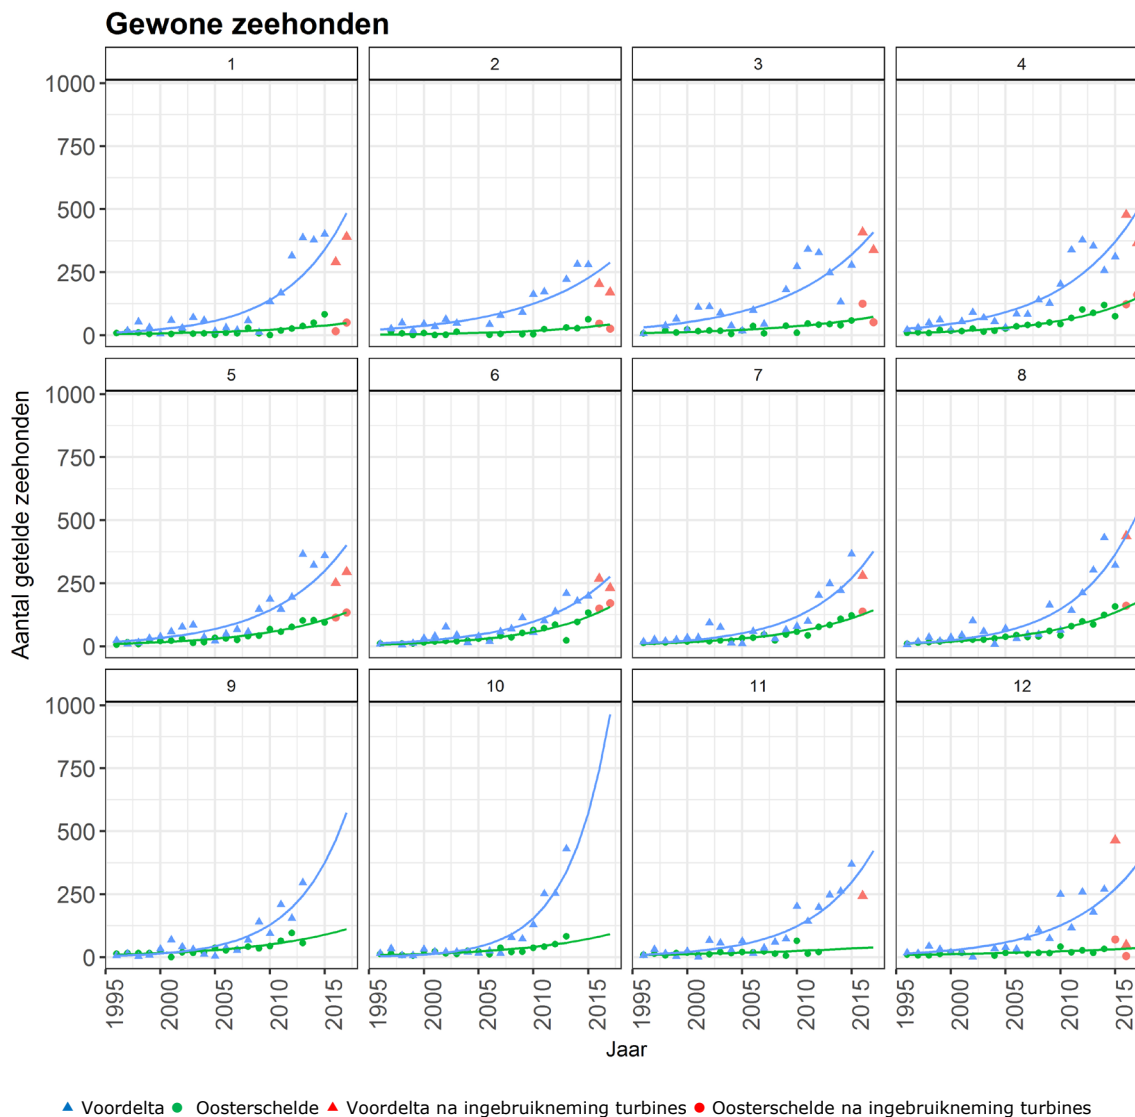 Gewone zeehonden
1 2 3 4
1000
750
500
250
0
5 6 7 8
1000
750
500
250
0
Aantal getelde zeehonden
9 10 11 12
1000
750
500
250
0
1995 2000 2005 2010 2015 1995 2000 2005 2010 2015 1995 2000 2005 2010 2015 1995 2000 2005 2010 2015
Jaar
Voordelta Oosterschelde Voordelta na ingebruikneming turbines Oosterschelde na ingebruikneming turbines